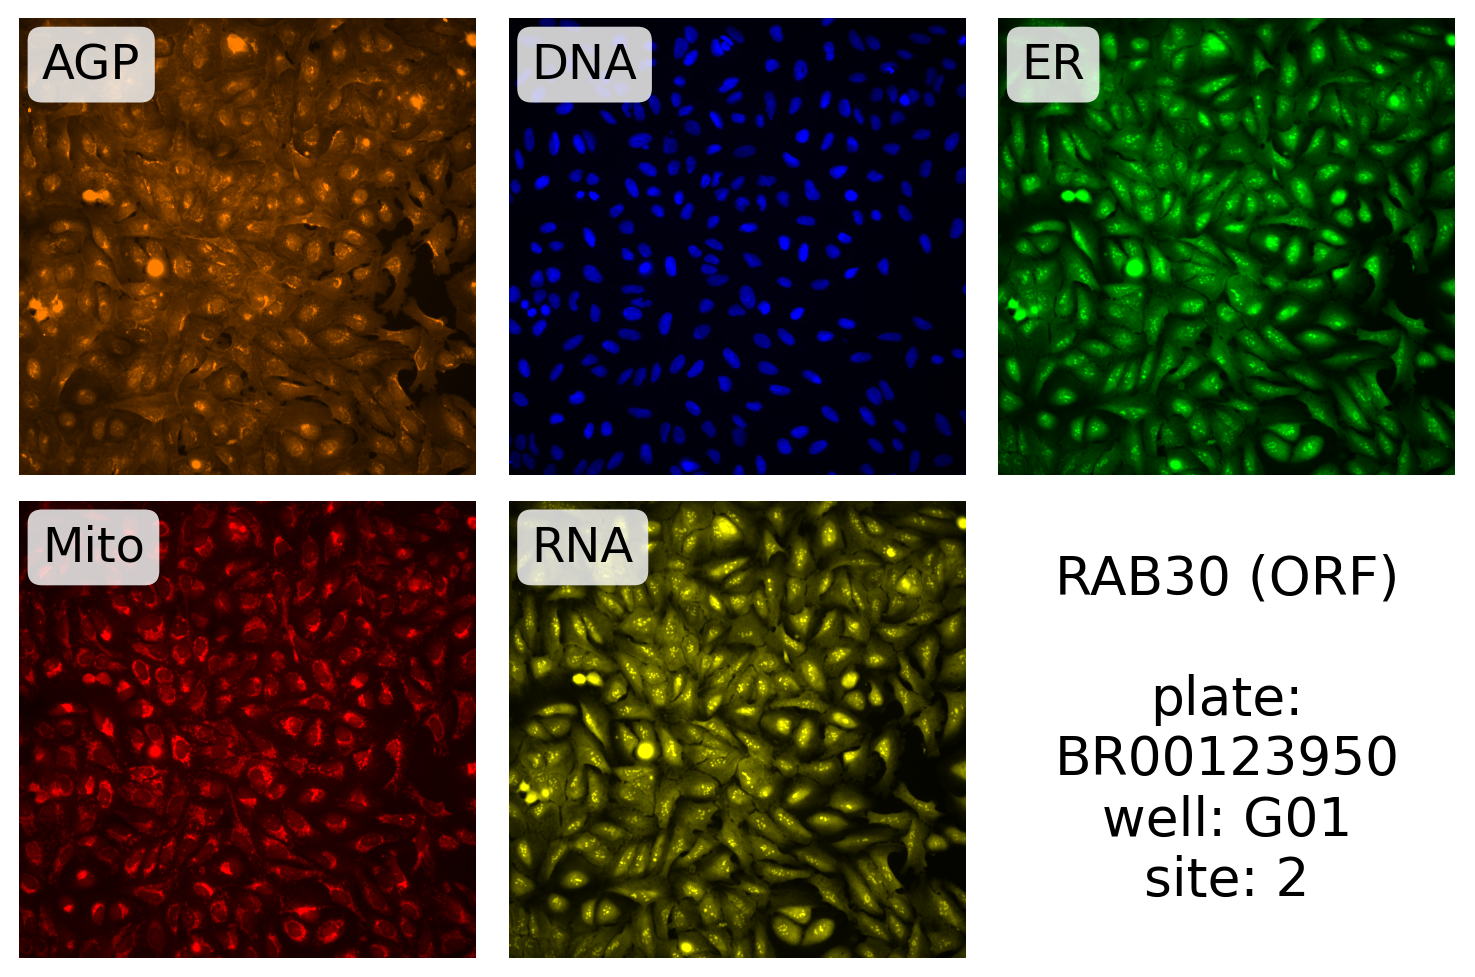 AGP
DNA
ER
Mito
RNA
RAB30 (ORF)
plate:
BR00123950
well: G01
site: 2